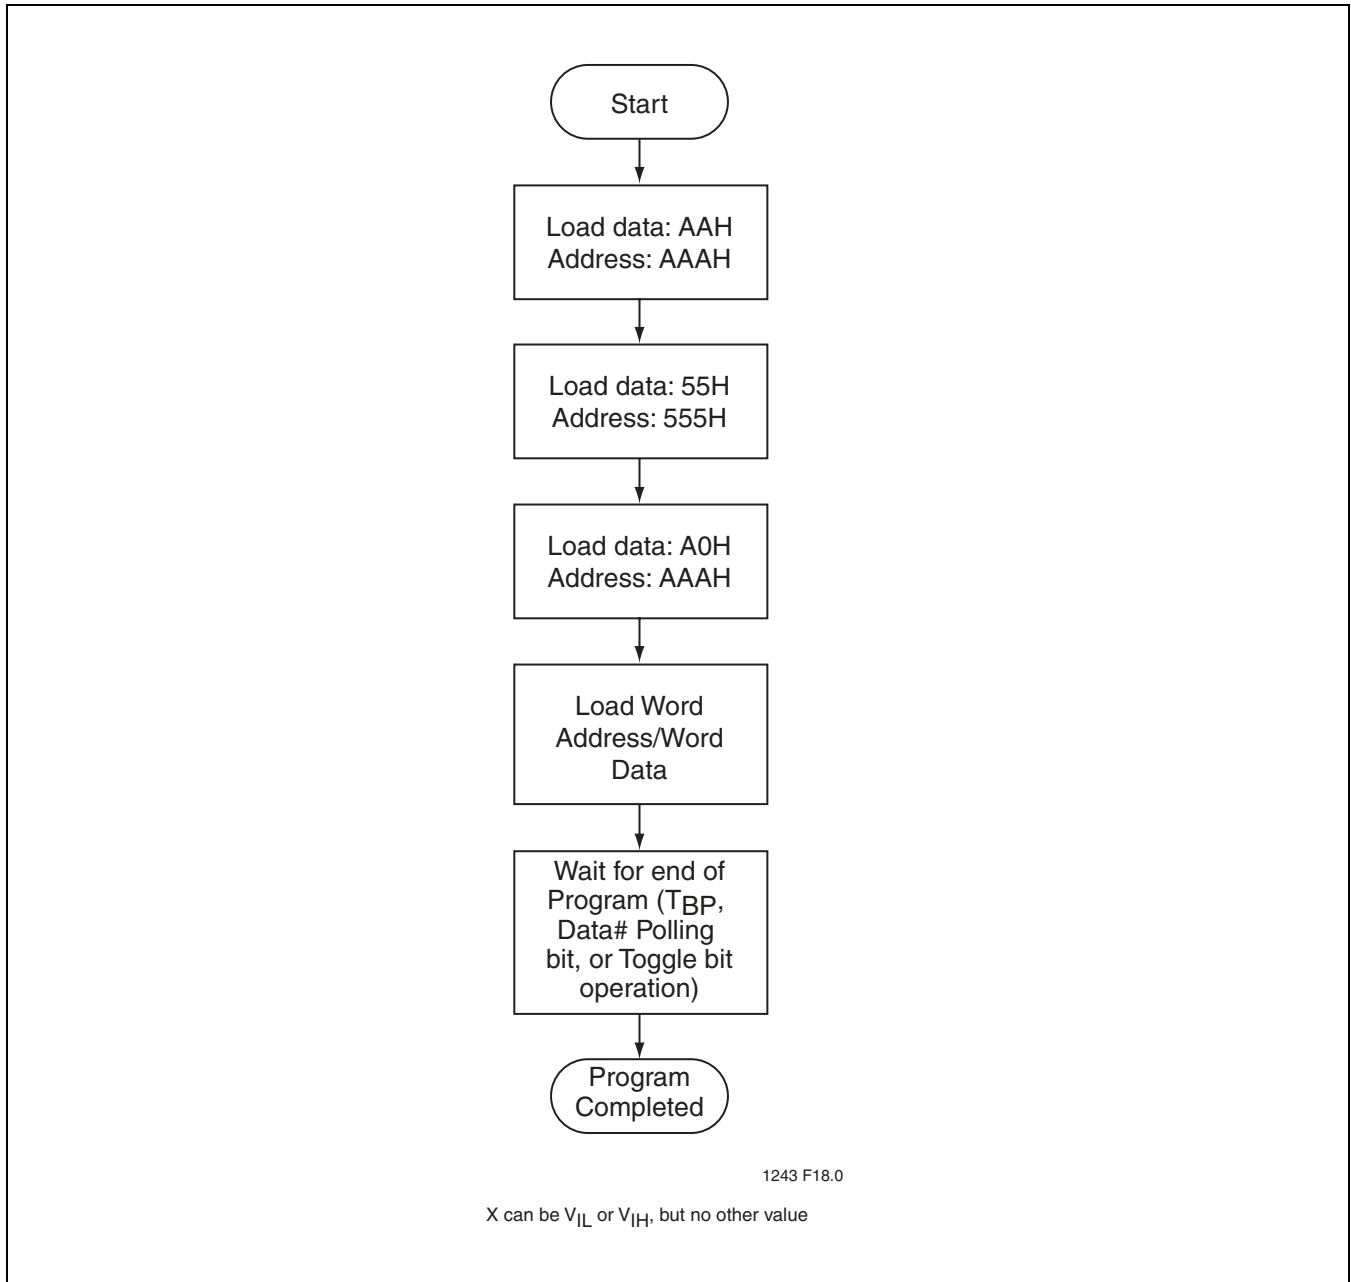 Start
Load data: AAH
Address: AAAH
Load data: 55H
Address: 555H
Load data: A0H
Address: AAAH
Load Word
Address/Word
Data
Wait for end of
Program (TBP,
Data# Polling
bit, or Toggle bit
operation)
Program
Completed
1243 F18.0
X can be VIL or VIH, but no other value